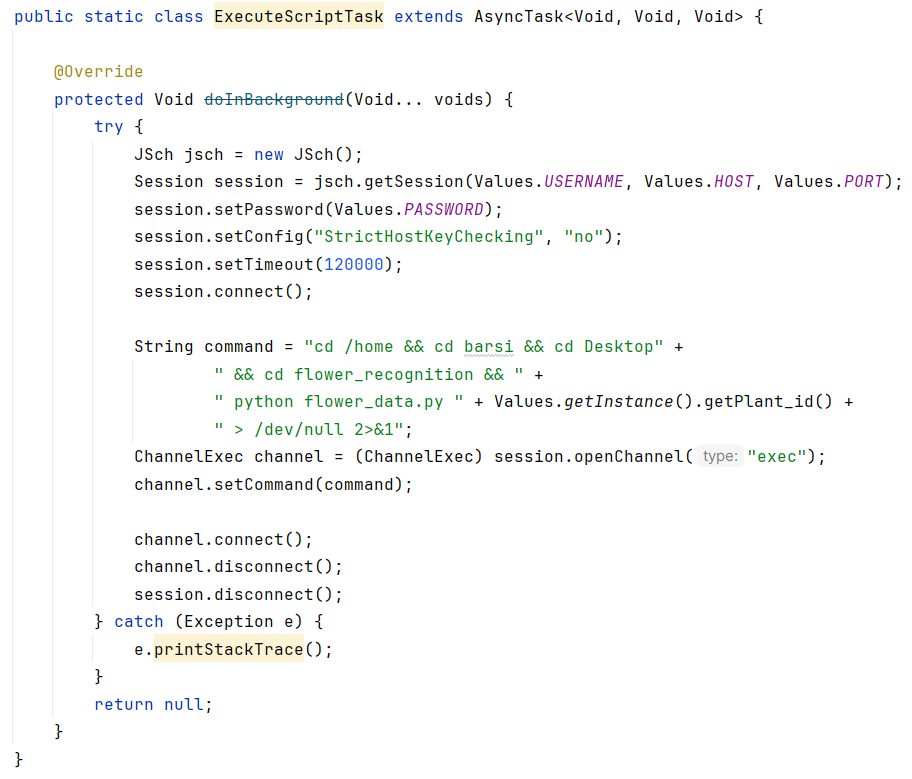 public static class ExecuteScriptTask extends AsyncTask<Void, Void, Void> {
@Override
protected Void doInBackground(Void... voids) {
try {
JSch jsch = new JSch();
Session session = jsch.getSession(Values.USERNAME, Values.HOST, Values.PORT);
session.setPassword(Values.PASSWORD);
session.setConfig("StrictHostKeyChecking", "no");
session.setTimeout(120000);
session.connect();
String command = "cd /home && cd barsi && cd Desktop" +
" && cd flower_recognition && " +
" python flower_data.py " + Values.getInstance().getPlant_id() +
" > /dev/null 2>&1";
ChannelExec channel = (ChannelExec) session.openChannel( type: "exec");
channel.setCommand(command);
channel.connect();
channel.disconnect();
session.disconnect();
} catch (Exception e) {
e.printStackTrace();
}
return null;
}
}